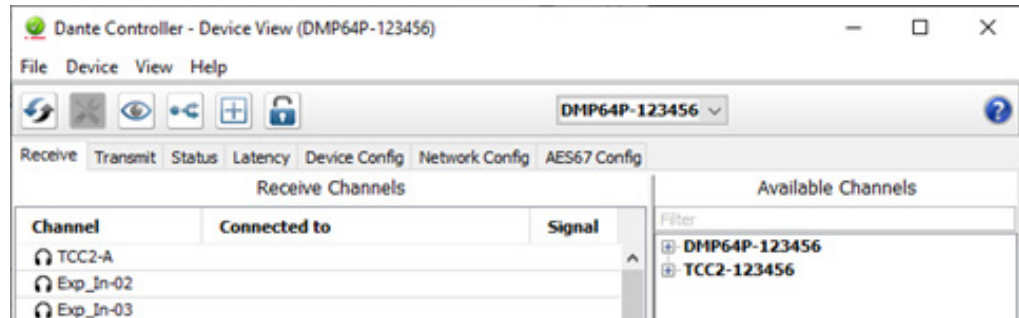 Dante Controller - Device View (DMP64P-123456)
File Device View Help
DMP64P-123456
Receive Transmit Status Latency Device Config Network Config AES67 Config
Receive Channels
Available Channels
Channel Connected to Signal
Filter
TCC2-A
DMP64P-123456
Exp_In-02
TCC2-123456
Exp_In-03